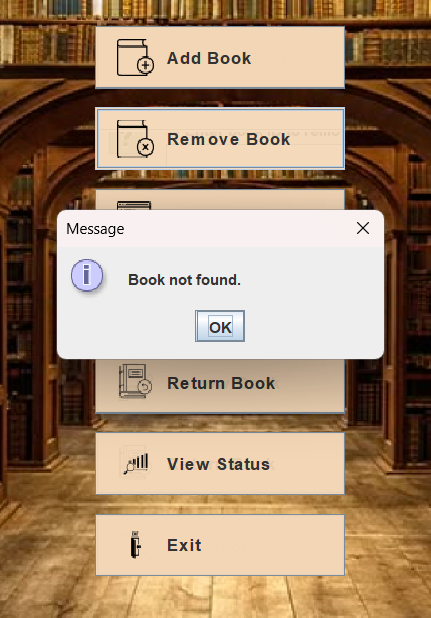 Add Book
Remove Book
Message
Book not found.
OK
Return Book
View Status
Exit